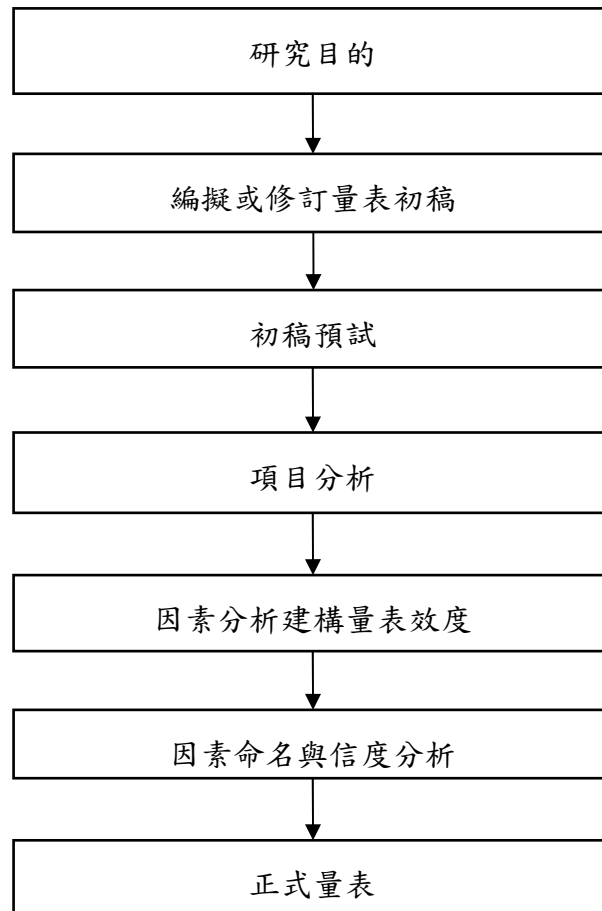 研究目的
編擬或修訂量表初稿
初稿預試
項目分析
因素分析建構量表效度
因素命名與信度分析
正式量表